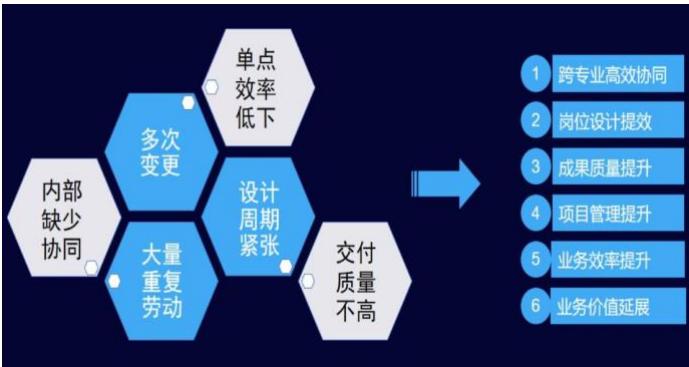 单点
效率
低下
多次
变更
内部
缺少
协同
设计
周期
紧张
大量
重复
劳动
交付
质量
不高
1 跨专业高效协同
2 岗位设计提效
3 成果质量提升
4 项目管理提升
5 业务效率提升
6 业务价值延展